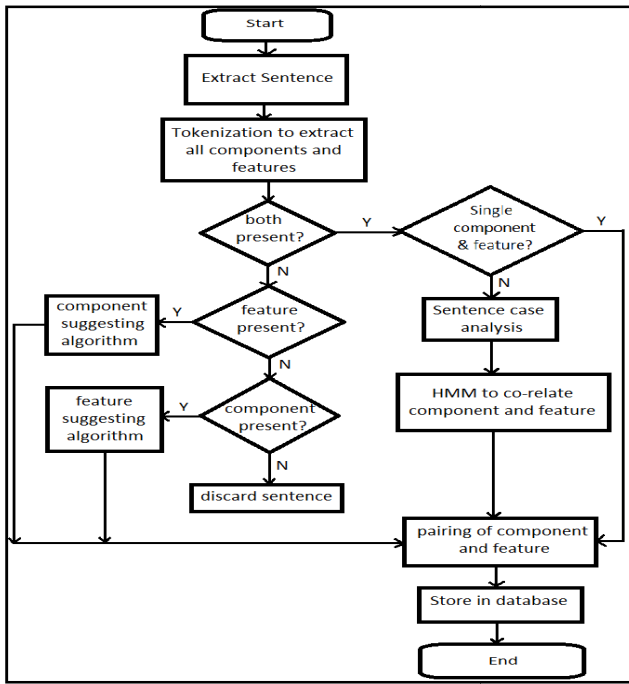 Start
Extract Sentence
Tokenization to extract
all components and
features
both
present?
Y
Single
component
& feature?
Y
N
N
component
suggesting
algorithm
Y
feature
present?
Sentence case
analysis
N
feature
suggesting
algorithm
Y
component
present?
HMM to co-relate
component and feature
N
discard sentence
pairing of component
and feature
Store in database
End